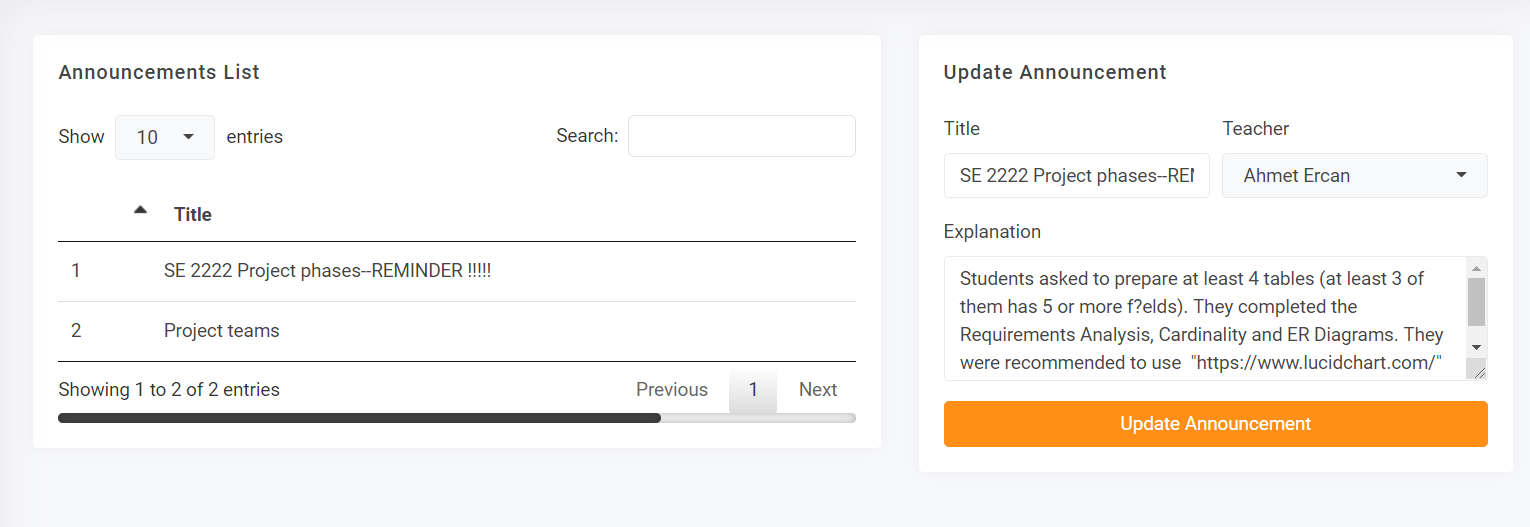 Announcements List
Show 10 entries
Search:
Title
1 SE 2222 Project phases--REMINDER !!!!!
2 Project teams
Showing 1 to 2 of 2 entries
Previous 1 Next
Update Announcement
Title Teacher
SE 2222 Project phases--REM Ahmet Ercan
Explanation
Students asked to prepare at least 4 tables (at least 3 of
them has 5 or more f?elds). They completed the
Requirements Analysis, Cardinality and ER Diagrams. They
were recommended to use "https://www.lucidchart.com/"
Update Announcement